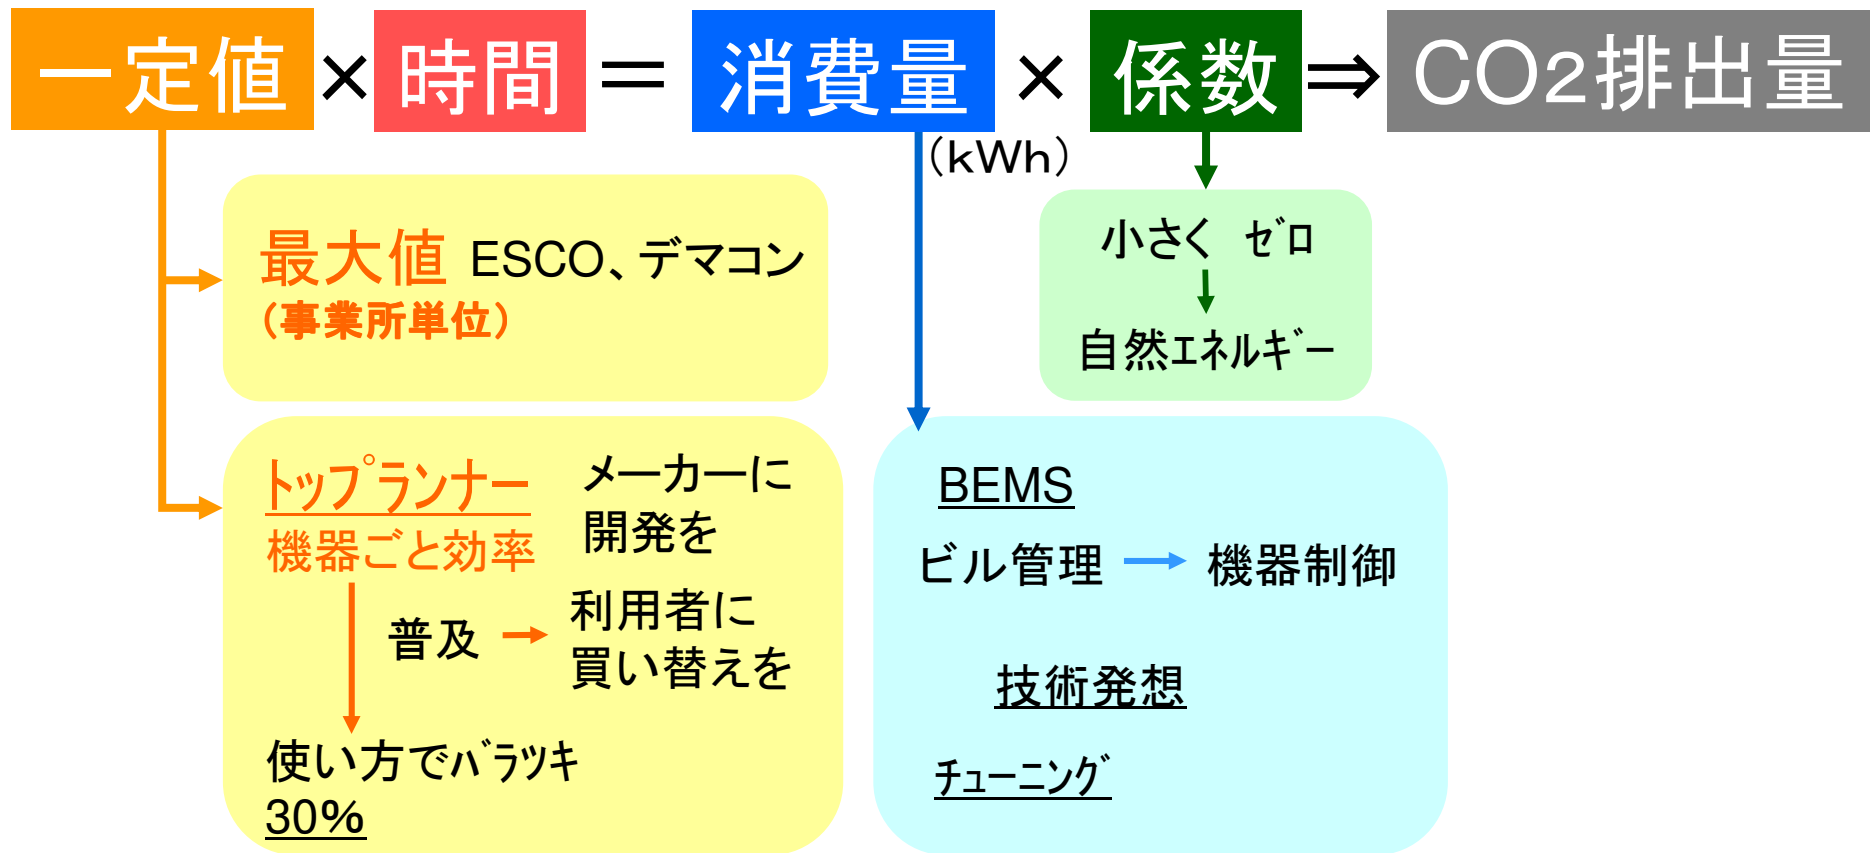 一定値×時間＝消費量×係数⇒CO2排出量
(kWh)
最大値 ESCO、デマコン
(事業所単位)
小さく ｾﾞﾛ
自然ｴﾈﾙｷﾞｰ
ﾄｯﾌﾟﾗﾝﾅｰ
機器ごと効率
メーカーに
開発を
普及
利用者に
買い替えを
使い方でﾊﾞﾗﾂｷ
30%
BEMS
ビル管理 機器制御
技術発想
ﾁｭｰﾆﾝｸﾞ